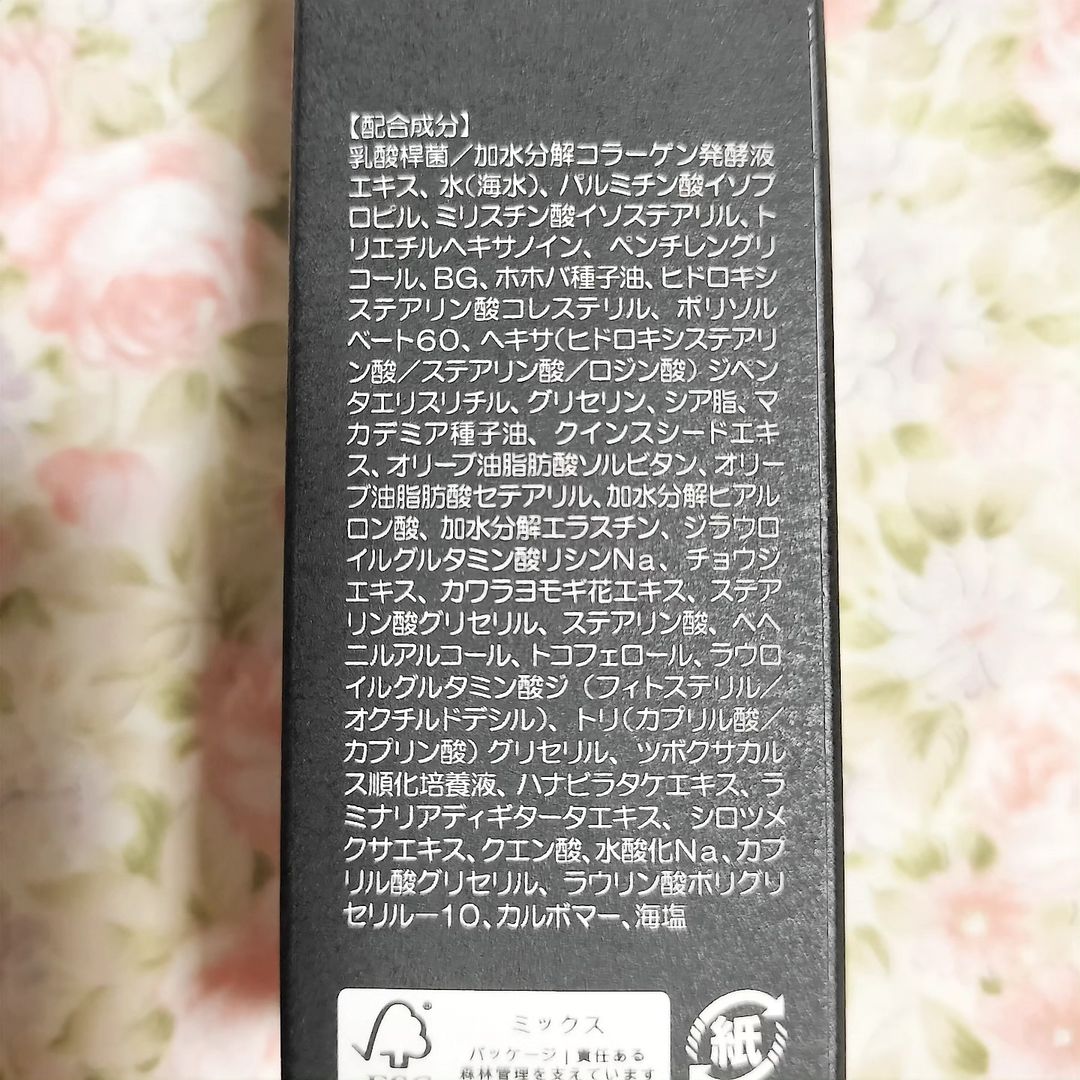 【配合成分】
乳酸桿菌／加水分解コラーゲン発酵液
エキス、水(海水)、パルミチン酸イソプ
ロピル、ミリスチン酸イソステアリル、ト
リエチルヘキサノイン、ペンチレングリ
コール、BG、ホホバ種子油、ヒドロキシ
ステアリン酸コレステリル、ポリソル
ベート60、ヘキサ(ヒドロキシステアリ
ン酸／ステアリン酸／ロジン酸)ジペン
タエリスリチル、グリセリン、シア脂、マ
カデミア種子油、クインスシードエキ
ス、オリーブ油脂肪酸ソルビタン、オリー
ブ油脂肪酸セテアリル、加水分解ヒアル
ロン酸、加水分解エラスチン、ジラウロ
イルグルタミン酸リシンNa、チョウジ
エキス、カワラヨモギ花エキス、ステア
リン酸グリセリル、ステアリン酸、ベヘ
ニルアルコール、トコフェロール、ラウロ
イルグルタミン酸ジ(フィトステリル／
オクチルドデシル)、トリ(カプリル酸／
カプリン酸)グリセリル、ツボクサカル
ス順化培養液、ハナビラタケエキス、ラ
ミナリアディギタータエキス、シロツメ
クサエキス、クエン酸、水酸化Na、カプ
リル酸グリセリル、ラウリン酸ポリグリ
セリル－10、カルボマー、海塩
®
ミックス
パッケージ｜責任ある
森林管理を支えています
FSC
紙